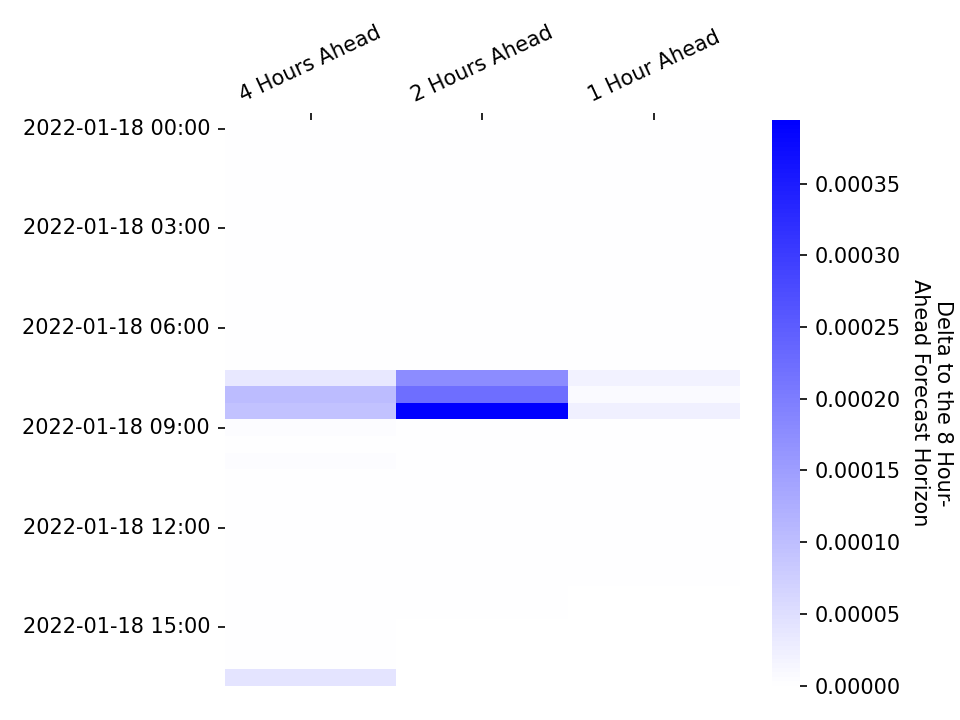 4 Hours Ahead
2 Hours Ahead
1 Hour Ahead
2022-01-18 00:00
2022-01-18 03:00
2022-01-18 06:00
2022-01-18 09:00
2022-01-18 12:00
2022-01-18 15:00
0.00035
0.00030
0.00025
0.00020
0.00015
0.00010
0.00005
0.00000
Delta to the 8 Hour-
Ahead Forecast Horizon